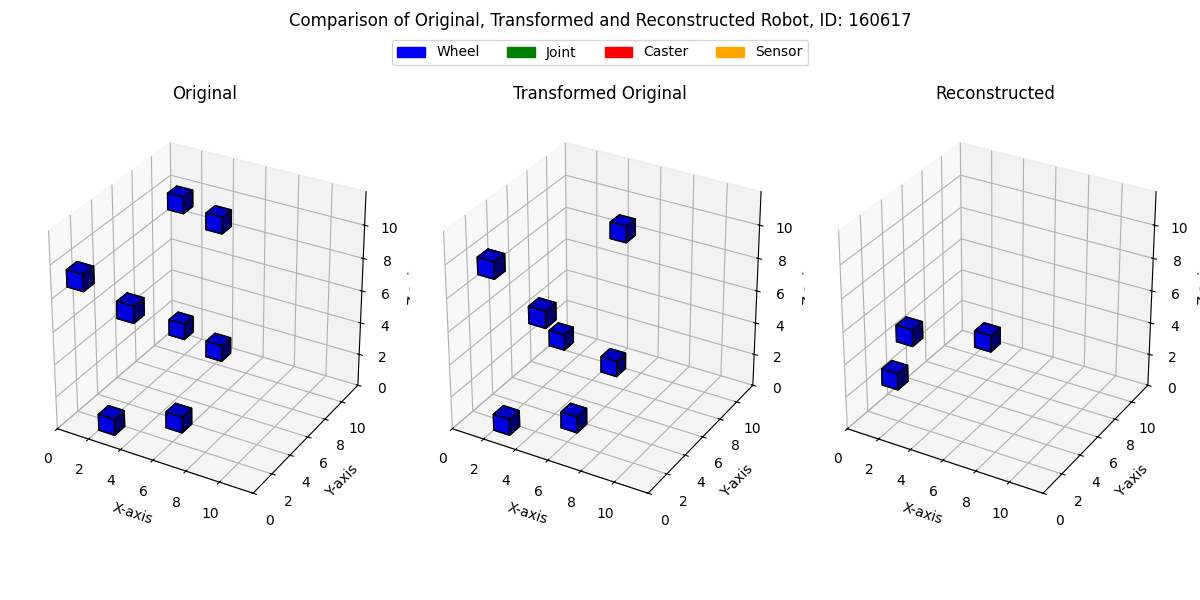 Comparison of Original, Transformed and Reconstructed Robot, ID: 160617
Wheel Joint Caster Sensor
Original Transformed Original Reconstructed
10 10 10
8 8 8
6 6 6
4 4 4
2 2 2
0 0 0
10 10 10
8 8 8
6 6 6
4 4 4
2 2 2
0 0 0
0 2 4 6 8 10 0 2 4 6 8 10 0 2 4 6 8 10
X-axis Y-axis X-axis Y-axis X-axis Y-axis